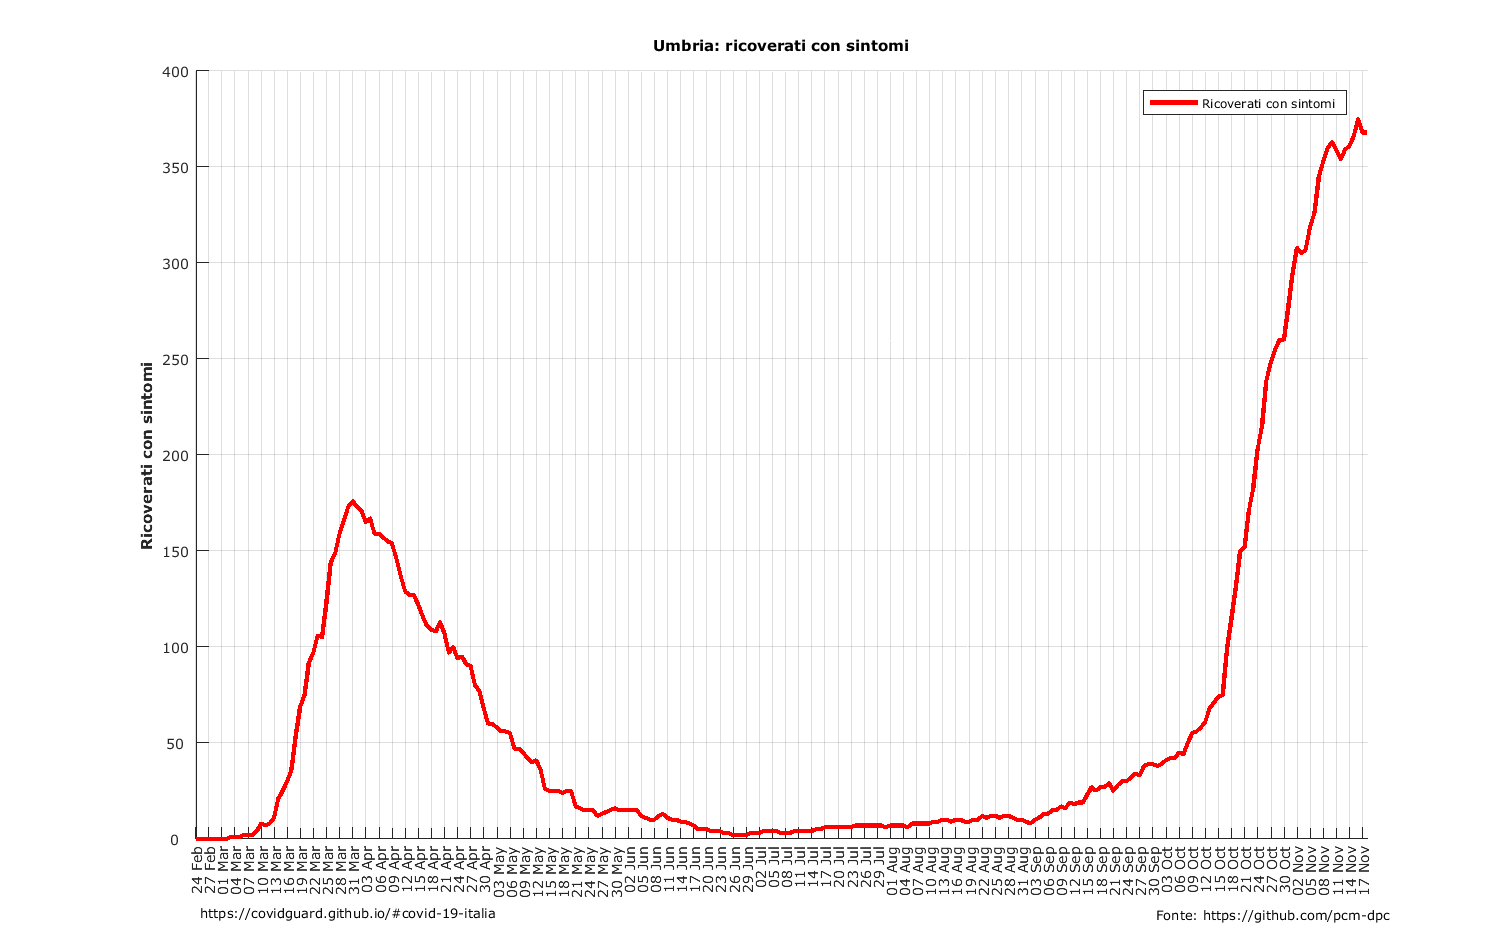 Umbria: ricoverati con sintomi
Ricoverati con sintomi
Ricoverati con sintomi
400
350
300
250
200
150
100
50
0
24 Feb
27 Feb
01 Mar
04 Mar
07 Mar
10 Mar
13 Mar
16 Mar
19 Mar
22 Mar
25 Mar
28 Mar
31 Mar
03 Apr
06 Apr
09 Apr
12 Apr
15 Apr
18 Apr
21 Apr
24 Apr
27 Apr
30 Apr
03 May
06 May
09 May
12 May
15 May
18 May
21 May
24 May
27 May
30 May
02 Jun
05 Jun
08 Jun
11 Jun
14 Jun
17 Jun
20 Jun
23 Jun
26 Jun
29 Jun
02 Jul
05 Jul
08 Jul
11 Jul
14 Jul
17 Jul
20 Jul
23 Jul
26 Jul
29 Jul
01 Aug
04 Aug
07 Aug
10 Aug
13 Aug
16 Aug
19 Aug
22 Aug
25 Aug
28 Aug
31 Aug
03 Sep
06 Sep
09 Sep
12 Sep
15 Sep
18 Sep
21 Sep
24 Sep
27 Sep
30 Sep
03 Oct
06 Oct
09 Oct
12 Oct
15 Oct
18 Oct
21 Oct
24 Oct
27 Oct
30 Oct
02 Nov
05 Nov
08 Nov
11 Nov
14 Nov
17 Nov
https://covidguard.github.io/#covid-19-italia
Fonte: https://github.com/pcm-dpc